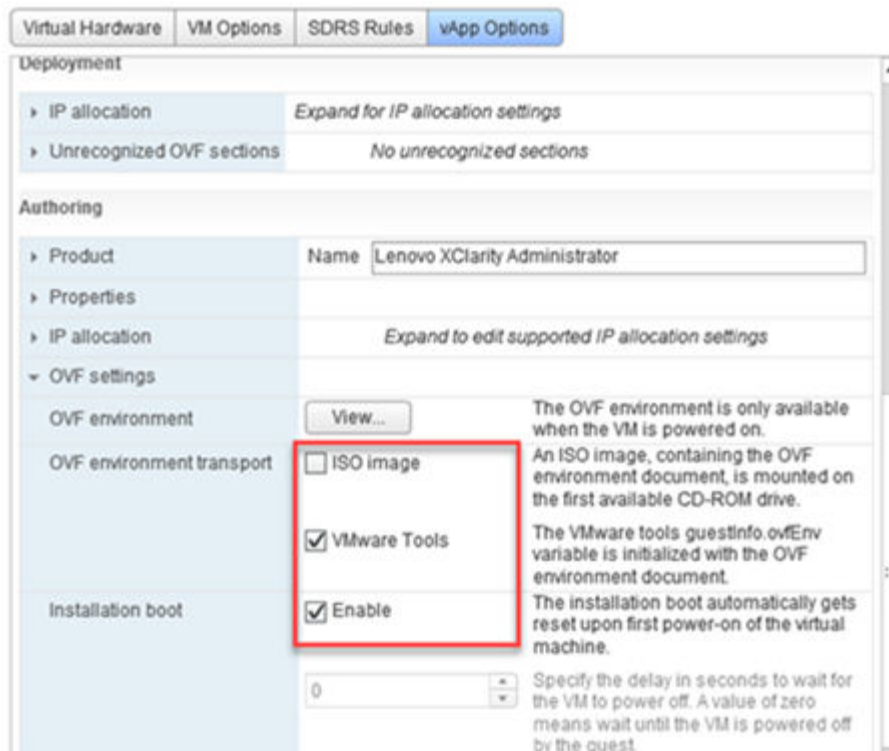 Virtual Hardware VM Options SDRS Rules vApp Options
Deployment
IP allocation Expand for IP allocation settings
Unrecognized OVF sections No unrecognized sections
Authoring
Product Name Lenovo XClarity Administrator
Properties
IP allocation Expand to edit supported IP allocation settings
OVF settings
OVF environment View... The OVF environment is only available
when the VM is powered on.
OVF environment transport ISO image An ISO image, containing the OVF
environment document, is mounted on
the first available CD-ROM drive.
VMware Tools The VMware tools guestInfo.ovfEnv
variable is initialized with the OVF
environment document.
Installation boot Enable The installation boot automatically gets
reset upon first power-on of the virtual
machine.
0 Specify the delay in seconds to wait for
the VM to power off. A value of zero
means wait until the VM is powered off
by the guest.